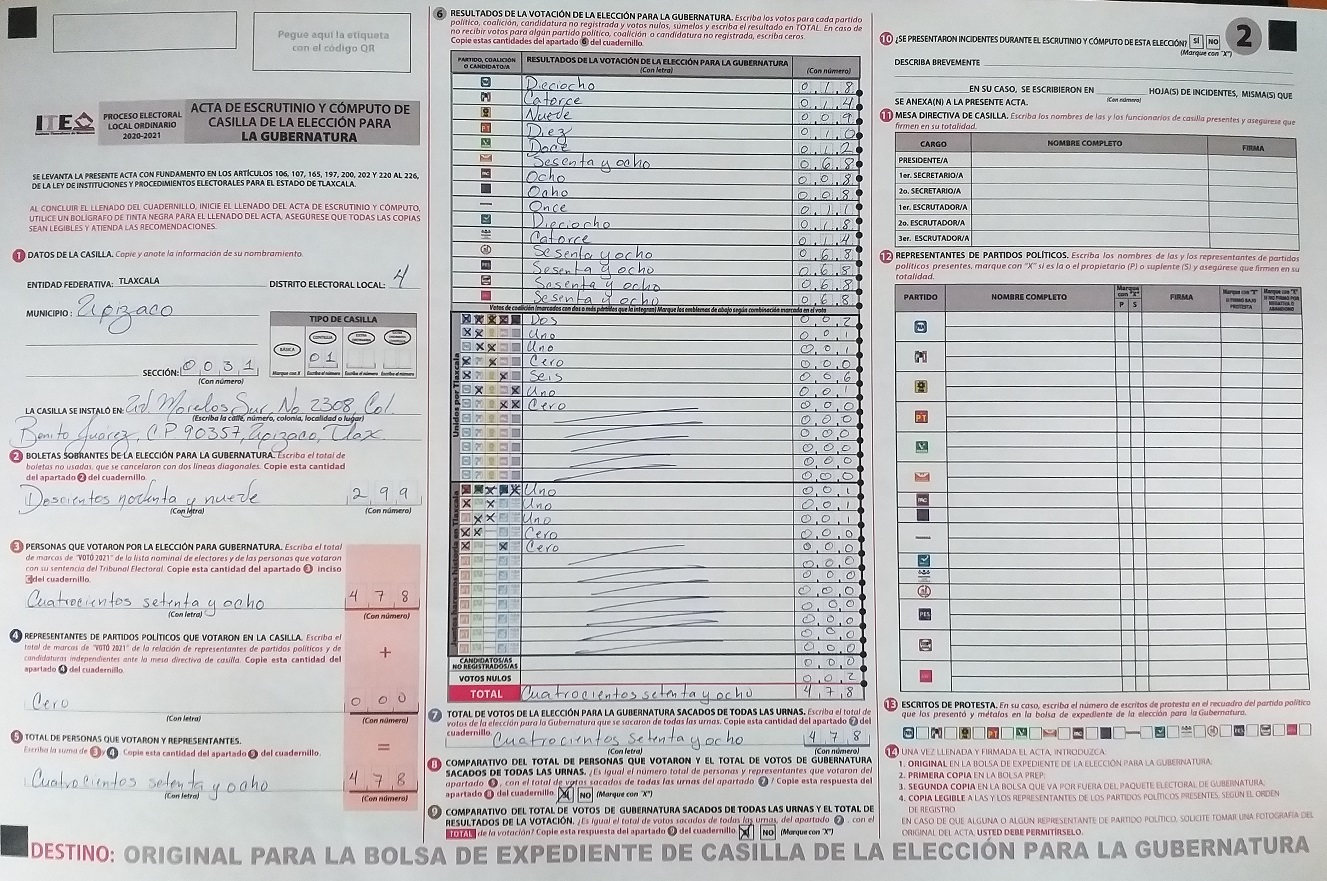 Pegue aquí la etiqueta
con el código QR
ITE
PROCESO ELECTORAL
LOCAL ORDINARIO
2020-2021
ACTA DE ESCRUTINIO Y CÓMPUTO DE
CASILLA DE LA ELECCIÓN PARA
LA GUBERNATURA
SE LEVANTA LA PRESENTE ACTA CON FUNDAMENTO EN LOS ARTÍCULOS 106, 107, 165, 197, 200, 202 Y 220 AL 226,
DE LA LEY DE INSTITUCIONES Y PROCEDIMIENTOS ELECTORALES PARA EL ESTADO DE TLAXCALA.
AL CONCLUIR EL LLENADO DEL CUADERNILLO, INICIE EL LLENADO DEL ACTA DE ESCRUTINIO Y CÓMPUTO,
UTILICE UN BOLÍGRAFO DE TINTA NEGRA PARA EL LLENADO DEL ACTA, ASEGÚRESE QUE TODAS LAS COPIAS
SEAN LEGIBLES Y ATIENDA LAS RECOMENDACIONES.
1 DATOS DE LA CASILLA. Copie y anote la información de su nombramiento.
ENTIDAD FEDERATIVA: TLAXCALA DISTRITO ELECTORAL LOCAL: 4
MUNICIPIO: Apizaco
TIPO DE CASILLA
BÁSICA
01
SECCIÓN: 0 0 3 1
(Con número)
LA CASILLA SE INSTALÓ EN: Av Morelos Sur No 2308, Col.
(Escriba la calle, número, colonia, localidad o lugar)
Benito Juárez, C.P 90357, Apizaco, Tlax.
2 BOLETAS SOBRANTES DE LA ELECCIÓN PARA LA GUBERNATURA. Escriba el total de
boletas no usadas, que se cancelaron con dos líneas diagonales. Copie esta cantidad
del apartado 2 del cuadernillo.
Doscientos noventa y nueve 2 9 9
(Con letra) (Con número)
3 PERSONAS QUE VOTARON POR LA ELECCIÓN PARA GUBERNATURA. Escriba el total
de marcas de "VOTÓ 2021" de la lista nominal de electores y de las personas que votaron
con su sentencia del Tribunal Electoral. Copie esta cantidad del apartado 3 inciso
del cuadernillo.
Cuatrocientos setenta y ocho 4 7 8
(Con letra) (Con número)
4 REPRESENTANTES DE PARTIDOS POLÍTICOS QUE VOTARON EN LA CASILLA. Escriba el
total de marcas de "VOTÓ 2021" de la relación de representantes de partidos políticos y de
candidaturas independientes ante la mesa directiva de casilla. Copie esta cantidad del
apartado 4 del cuadernillo.
+
Cero 0 0 0
(Con letra) (Con número)
5 TOTAL DE PERSONAS QUE VOTARON Y REPRESENTANTES.
Escriba la suma de 3 y 4 Copie esta cantidad del apartado 5 del cuadernillo.
=
Cuatrocientos setenta y ocho 4 7 8
(Con letra) (Con número)
6 RESULTADOS DE LA VOTACIÓN DE LA ELECCIÓN PARA LA GUBERNATURA. Escriba los votos para cada partido
político, coalición, candidatura no registrada y votos nulos, súmelos y escriba el resultado en TOTAL. En caso de
no recibir votos para algún partido político, coalición o candidatura no registrada, escriba ceros.
Copie estas cantidades del apartado 6 del cuadernillo.
PARTIDO, COALICIÓN O CANDIDATO/A RESULTADOS DE LA VOTACIÓN DE LA ELECCIÓN PARA LA GUBERNATURA
(Con letra) (Con número)
Dieciocho 0 1 8
Catorce 0 1 4
Nueve 0 0 9
PT Diez 0 1 0
Doce 0 1 2
Sesenta y ocho 0 6 8
PAC Ocho 0 0 8
Ocho 0 0 8
Once 0 1 1
Dieciocho 0 1 8
Catorce 0 1 4
Sesenta y ocho 0 6 8
PES Sesenta y ocho 0 6 8
Sesenta y ocho 0 6 8
Sesenta y ocho 0 6 8
Votos de coalición (marcados con dos o más partidos que la integran) Marque los emblemas de abajo según combinación marcada en el voto
Unidos por Tlaxcala
Dos 0 0 2
Uno 0 0 1
Uno 0 0 1
Cero 0 0 0
Seis 0 0 6
Uno 0 0 1
Cero 0 0 0
0 0 0
0 0 0
0 0 0
0 0 0
0 0 0
Juntos haremos historia en Tlaxcala
Uno 0 0 1
Uno 0 0 1
Uno 0 0 1
Cero 0 0 0
Cero 0 0 0
0 0 0
0 0 0
0 0 0
0 0 0
0 0 0
0 0 0
0 0 0
CANDIDATOS/AS
NO REGISTRADOS/AS 0 0 0
VOTOS NULOS 0 0 2
TOTAL Cuatrocientos setenta y ocho 4 7 8
7 TOTAL DE VOTOS DE LA ELECCIÓN PARA LA GUBERNATURA SACADOS DE TODAS LAS URNAS. Escriba el total de
votos de la elección para la Gubernatura que se sacaron de todas las urnas. Copie esta cantidad del apartado 7 del
cuadernillo. Cuatrocientos setenta y ocho 4 7 8
(Con letra) (Con número)
8 COMPARATIVO DEL TOTAL DE PERSONAS QUE VOTARON Y EL TOTAL DE VOTOS DE GUBERNATURA
SACADOS DE TODAS LAS URNAS. ¿Es igual el número total de personas y representantes que votaron del
apartado 5, con el total de votos sacados de todas las urnas del apartado 7? Copie esta respuesta del
apartado 8 del cuadernillo. X NO (Marque con "X")
9 COMPARATIVO DEL TOTAL DE VOTOS DE GUBERNATURA SACADOS DE TODAS LAS URNAS Y EL TOTAL DE
RESULTADOS DE LA VOTACIÓN. ¿Es igual el total de votos sacados de todas las urnas, del apartado 7, con el
TOTAL de la votación? Copie esta respuesta del apartado 9 del cuadernillo. X NO (Marque con "X")
10 ¿SE PRESENTARON INCIDENTES DURANTE EL ESCRUTINIO Y CÓMPUTO DE ESTA ELECCIÓN? SÍ NO
(Marque con "X")
2
DESCRIBA BREVEMENTE
EN SU CASO, SE ESCRIBIERON EN HOJA(S) DE INCIDENTES, MISMA(S) QUE
(Con número)
SE ANEXA(N) A LA PRESENTE ACTA.
11 MESA DIRECTIVA DE CASILLA. Escriba los nombres de las y los funcionarios de casilla presentes y asegúrese que
firmen en su totalidad.
CARGO NOMBRE COMPLETO FIRMA
PRESIDENTE/A
1er. SECRETARIO/A
2o. SECRETARIO/A
1er. ESCRUTADOR/A
2o. ESCRUTADOR/A
3er. ESCRUTADOR/A
12 REPRESENTANTES DE PARTIDOS POLÍTICOS. Escriba los nombres de las y los representantes de partidos
políticos presentes, marque con "X" si es la o el propietario (P) o suplente (S) y asegúrese que firmen en su
totalidad.
PARTIDO NOMBRE COMPLETO Marque con "X" P S FIRMA Marque con "X" SI FIRMÓ BAJO PROTESTA Marque con "X" SI NO FIRMÓ POR NEGATIVA O ABANDONO
PT
PAC
PES
13 ESCRITOS DE PROTESTA. En su caso, escriba el número de escritos de protesta en el recuadro del partido político
que los presentó y métalos en la bolsa de expediente de la elección para la Gubernatura.
14 UNA VEZ LLENADA Y FIRMADA EL ACTA, INTRODUZCA:
1. ORIGINAL EN LA BOLSA DE EXPEDIENTE DE LA ELECCIÓN PARA LA GUBERNATURA;
2. PRIMERA COPIA EN LA BOLSA PREP;
3. SEGUNDA COPIA EN LA BOLSA QUE VA POR FUERA DEL PAQUETE ELECTORAL DE GUBERNATURA.
4. COPIA LEGIBLE A LAS Y LOS REPRESENTANTES DE LOS PARTIDOS POLÍTICOS PRESENTES, SEGÚN EL ORDEN
DE REGISTRO.
EN CASO DE QUE ALGUNA O ALGÚN REPRESENTANTE DE PARTIDO POLÍTICO, SOLICITE TOMAR UNA FOTOGRAFÍA DEL
ORIGINAL DEL ACTA, USTED DEBE PERMITÍRSELO.
DESTINO: ORIGINAL PARA LA BOLSA DE EXPEDIENTE DE CASILLA DE LA ELECCIÓN PARA LA GUBERNATURA